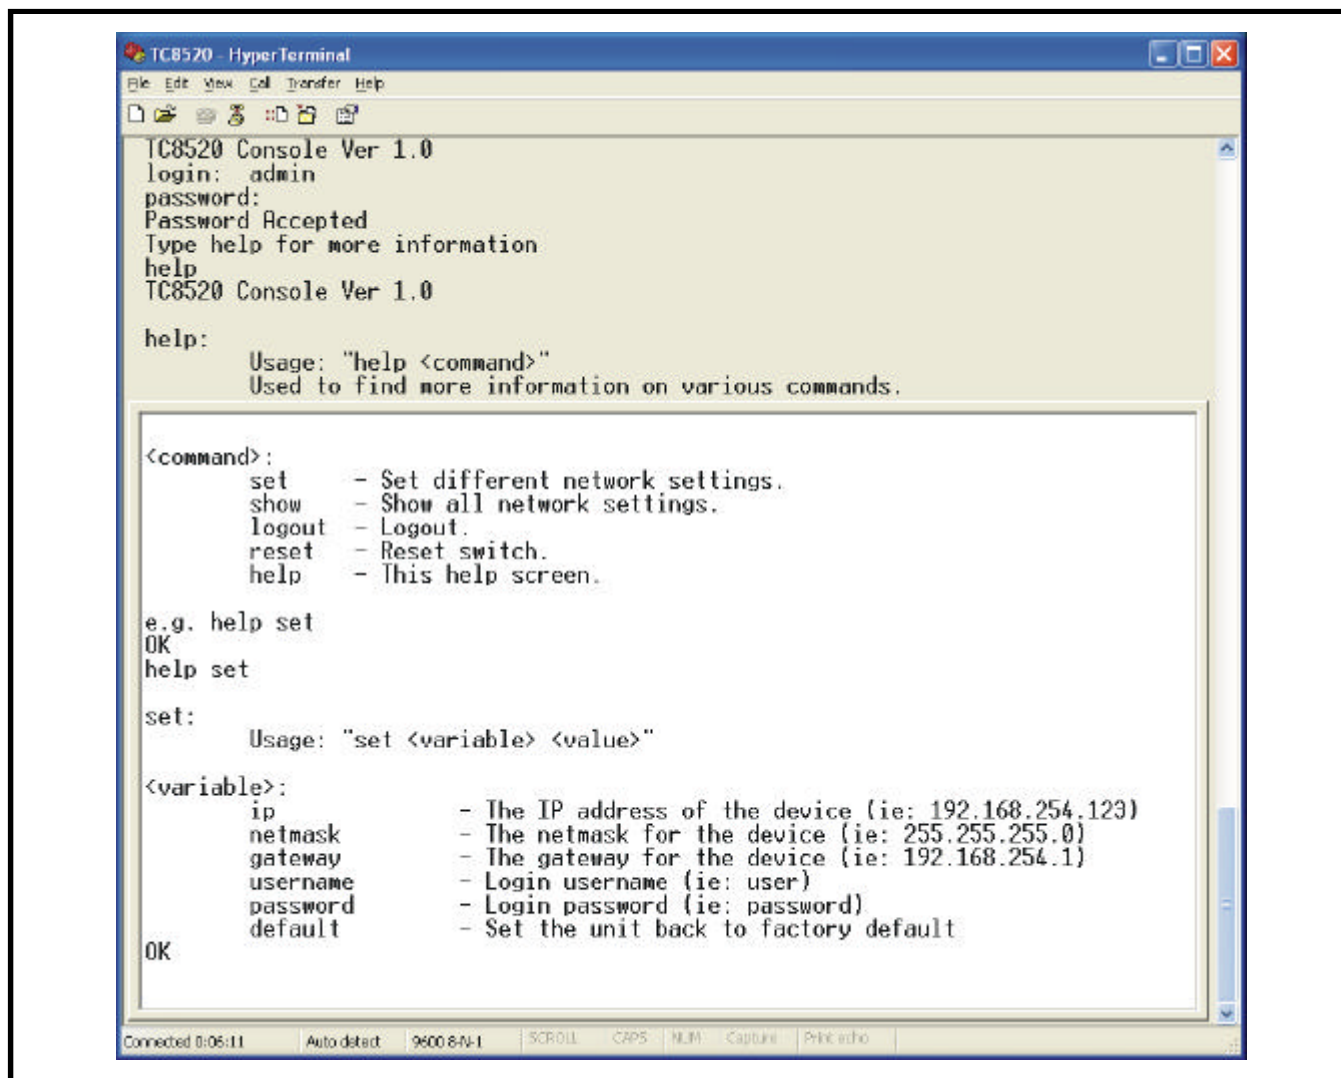 TC8520 - HyperTerminal
File Edit View Call Transfer Help
TC8520 Console Ver 1.0
login:  admin
password:
Password Accepted
Type help for more information
help
TC8520 Console Ver 1.0
help:
Usage: "help <command>"
Used to find more information on various commands.
<command>:
set - Set different network settings.
show - Show all network settings.
logout - Logout.
reset - Reset switch.
help - This help screen.
e.g. help set
OK
help set
set:
Usage: "set <variable> <value>"
<variable>:
ip - The IP address of the device (ie: 192.168.254.123)
netmask - The netmask for the device (ie: 255.255.255.0)
gateway - The gateway for the device (ie: 192.168.254.1)
username - Login username (ie: user)
password - Login password (ie: password)
default - Set the unit back to factory default
OK
Connected 0:06:11 Auto detect 9600 8-N-1 SCROLL CAPS NUM Capture Print echo